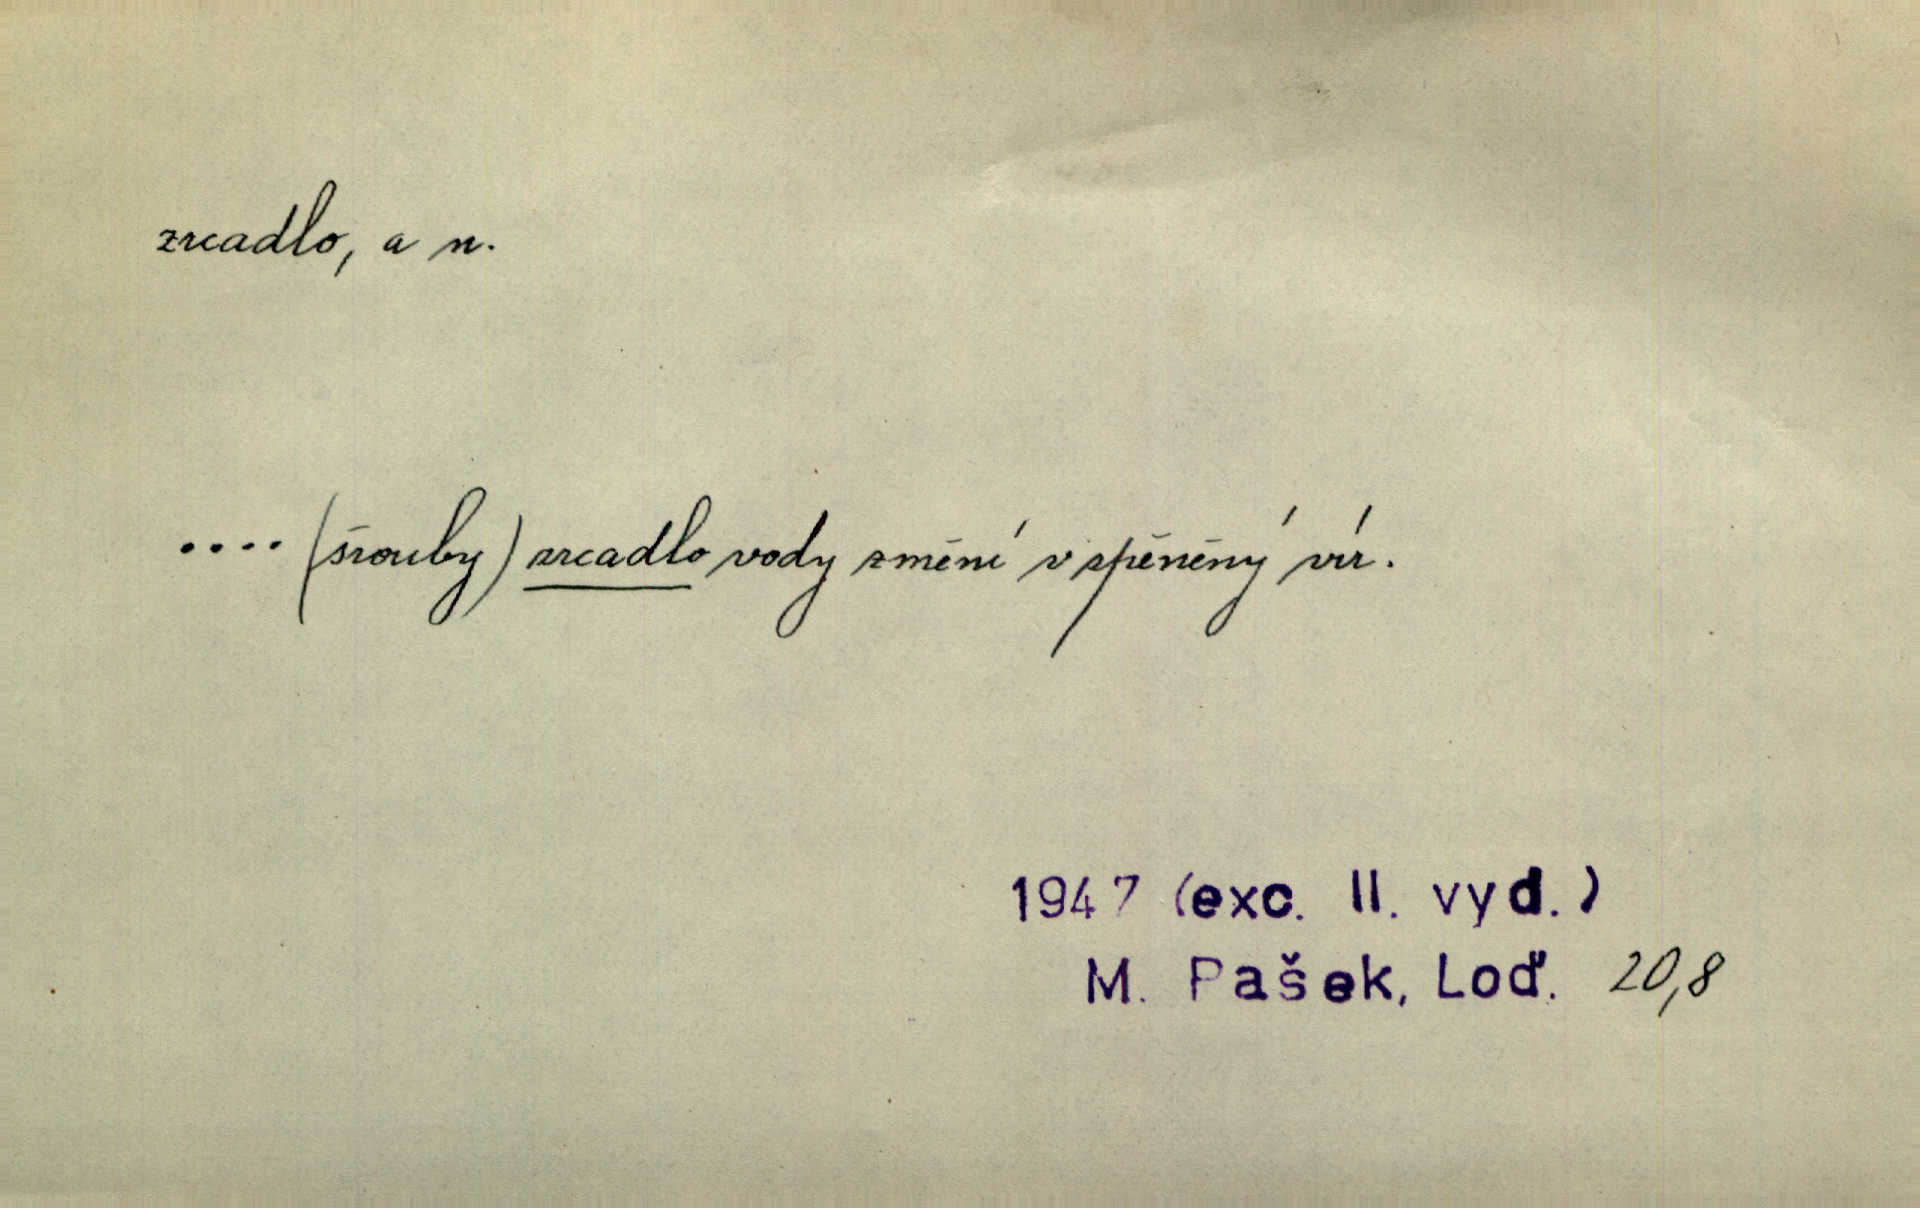 zrcadlo, a n.
.... (šrouby) zrcadlo vody změní v spěněný vír.
1947 (exc. II. vyd.)
M. Pašek, Loď. 20,8